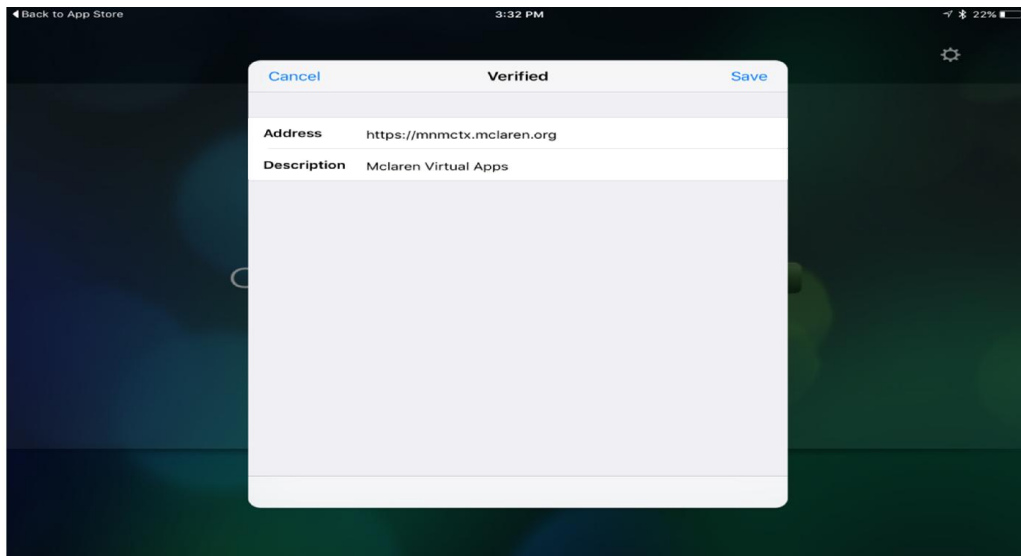 Back to App Store 3:32 PM 22%
Cancel Verified Save
Address https://mnmctx.mclaren.org
Description Mclaren Virtual Apps